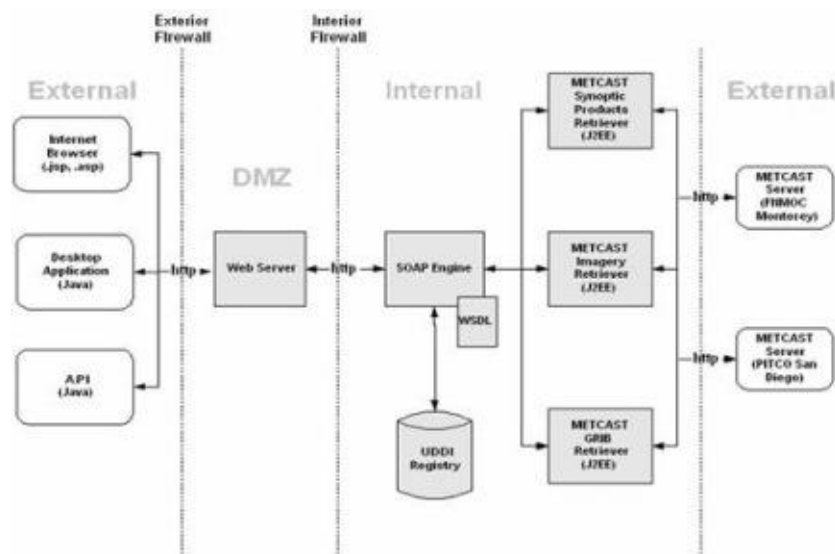 Exterior
Firewall
Interior
Firewall
External
Internal
External
DMZ
Internet
Browser
(.jsp, .asp)
Desktop
Application
(Java)
API
(Java)
http
Web Server
http
SOAP Engine
WSDL
UDDI
Registry
METCAST
Synoptic
Products
Retriever
(J2EE)
METCAST
Imagery
Retriever
(J2EE)
METCAST
GRIB
Retriever
(J2EE)
http
http
METCAST
Server
(FNMOC
Monterey)
METCAST
Server
(PITCO San
Diego)